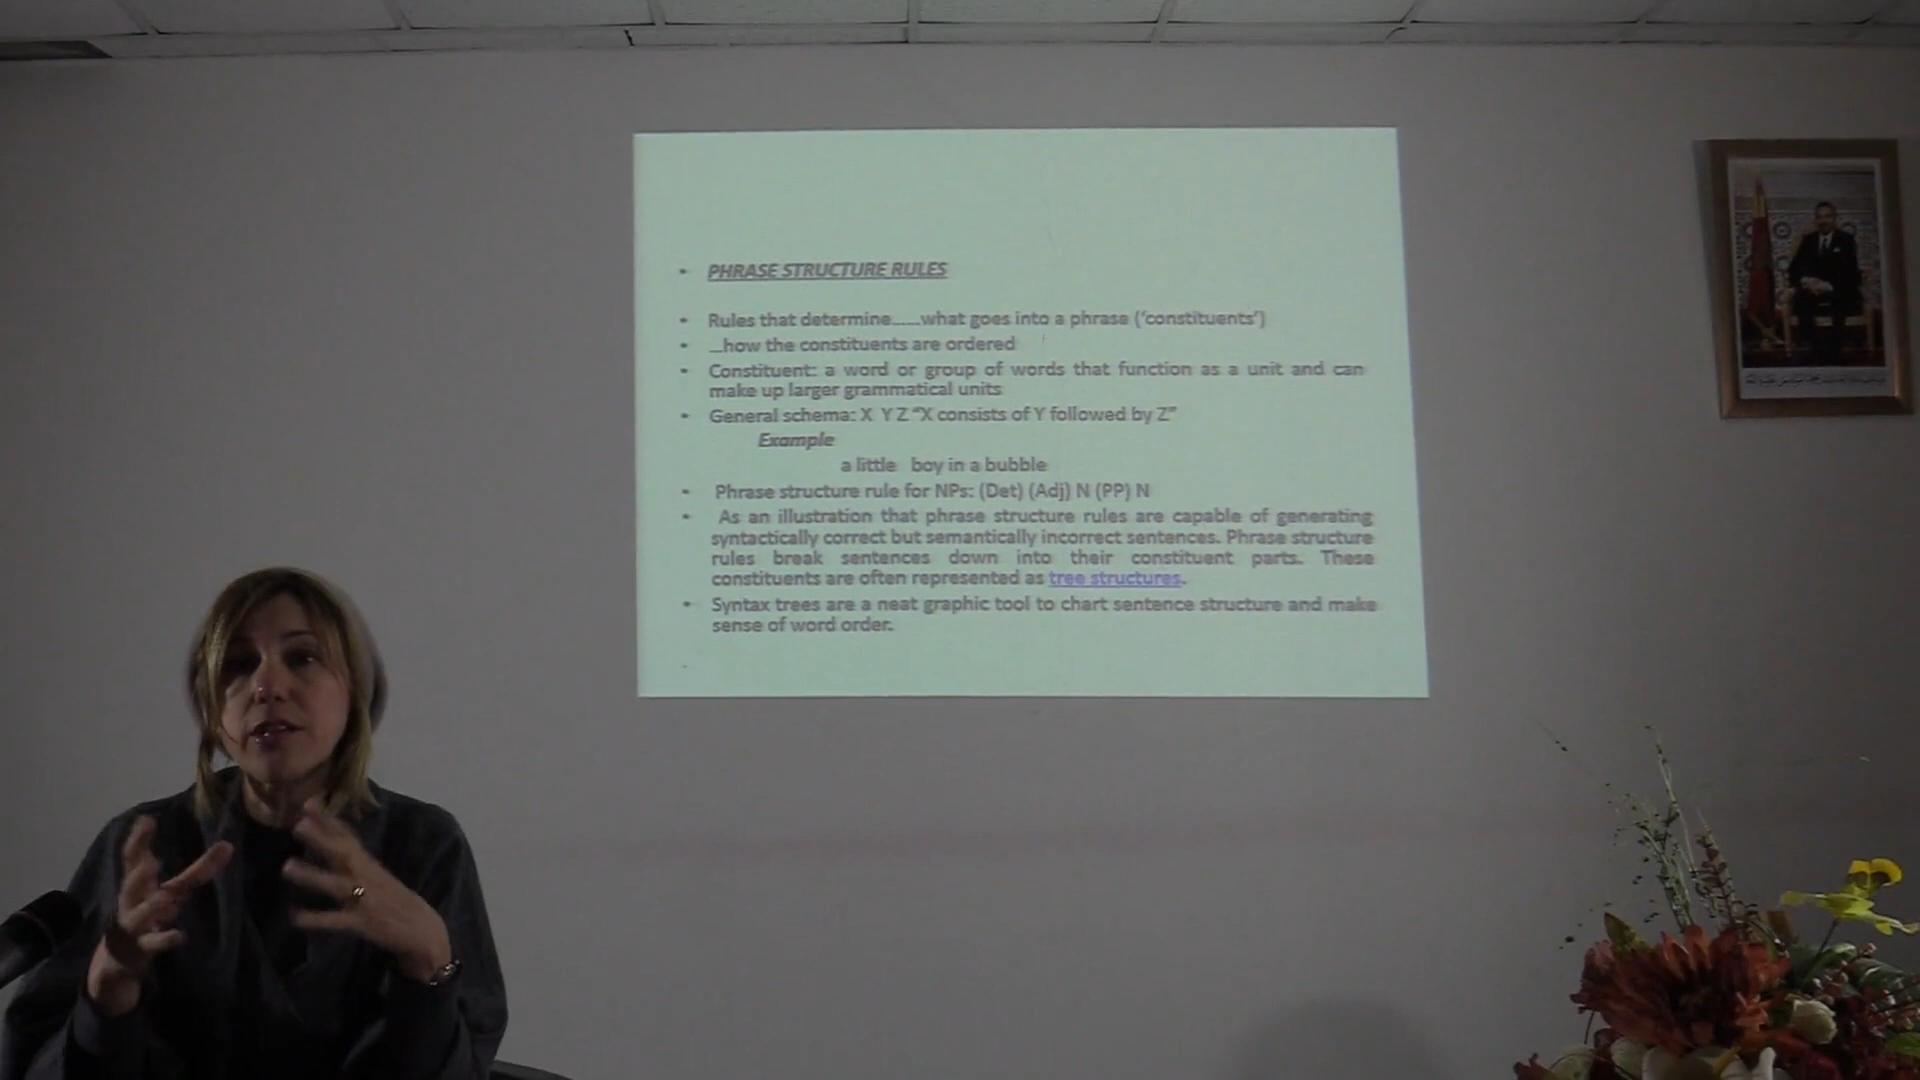 PHRASE STRUCTURE RULES
Rules that determine......what goes into a phrase (‘constituents’)
...how the constituents are ordered
Constituent: a word or group of words that function as a unit and can
make up larger grammatical units
General schema: X Y Z “X consists of Y followed by Z”
Example
a little boy in a bubble
Phrase structure rule for NPs: (Det) (Adj) N (PP) N
As an illustration that phrase structure rules are capable of generating
syntactically correct but semantically incorrect sentences. Phrase structure
rules break sentences down into their constituent parts. These
constituents are often represented as tree structures.
Syntax trees are a neat graphic tool to chart sentence structure and make
sense of word order.